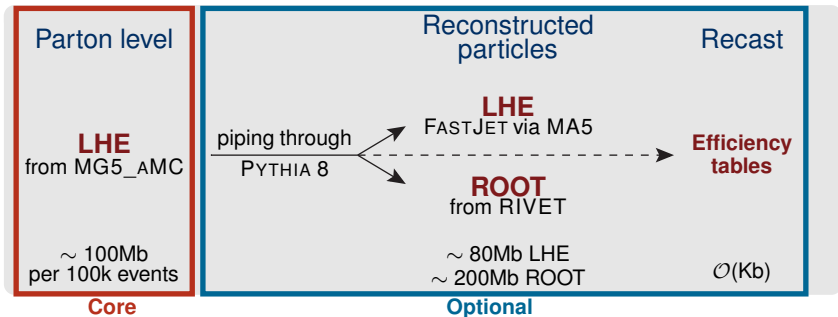 Parton level
LHE
from MG5_AMC
∼ 100Mb
per 100k events
Core
piping through
PYTHIA 8
Reconstructed
particles
LHE
FASTJET via MA5
ROOT
from RIVET
∼ 80Mb LHE
∼ 200Mb ROOT
Recast
Efficiency
tables
O(Kb)
Optional